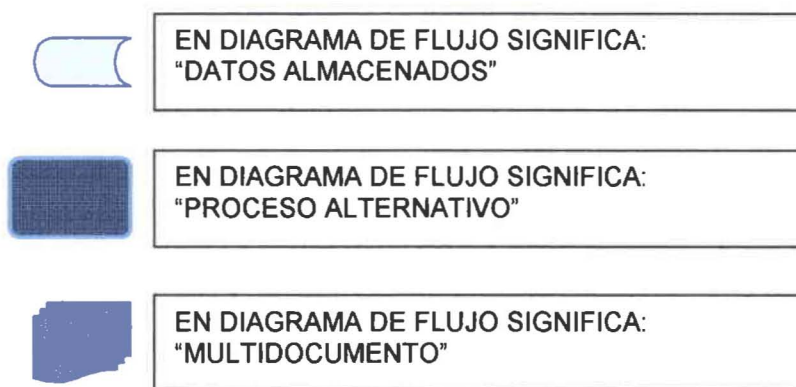 EN DIAGRAMA DE FLUJO SIGNIFICA:
“DATOS ALMACENADOS”
EN DIAGRAMA DE FLUJO SIGNIFICA:
“PROCESO ALTERNATIVO”
EN DIAGRAMA DE FLUJO SIGNIFICA:
“MULTIDOCUMENTO”